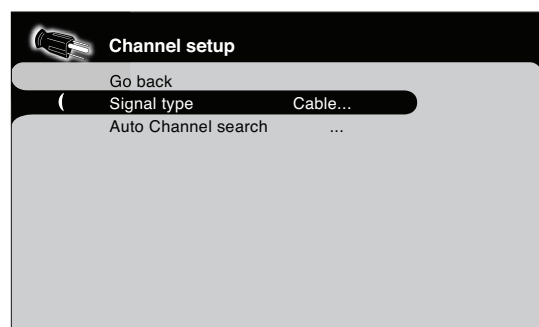 Channel setup
Go back
Signal type Cable...
Auto Channel search ...